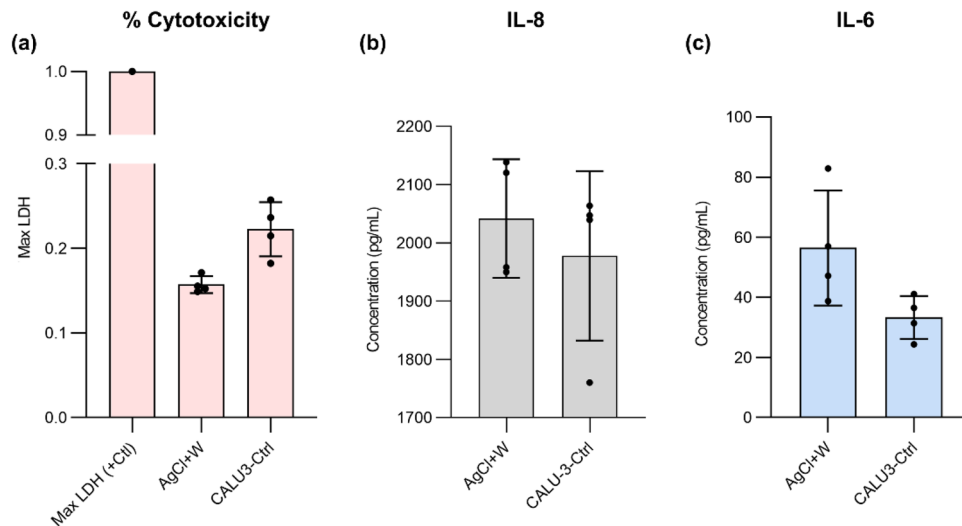 % Cytotoxicity
(a)
1.0
0.9
0.3
0.2
0.1
0.0
Max LDH
Max LDH (+Ctl)
AgCl+W
CALU3-Ctrl
IL-8
(b)
2200
2100
2000
1900
1800
1700
Concentration (pg/mL)
AgCl+W
CALU-3-Ctrl
IL-6
(c)
100
80
60
40
20
0
Concentration (pg/mL)
AgCl+W
CALU3-Ctrl